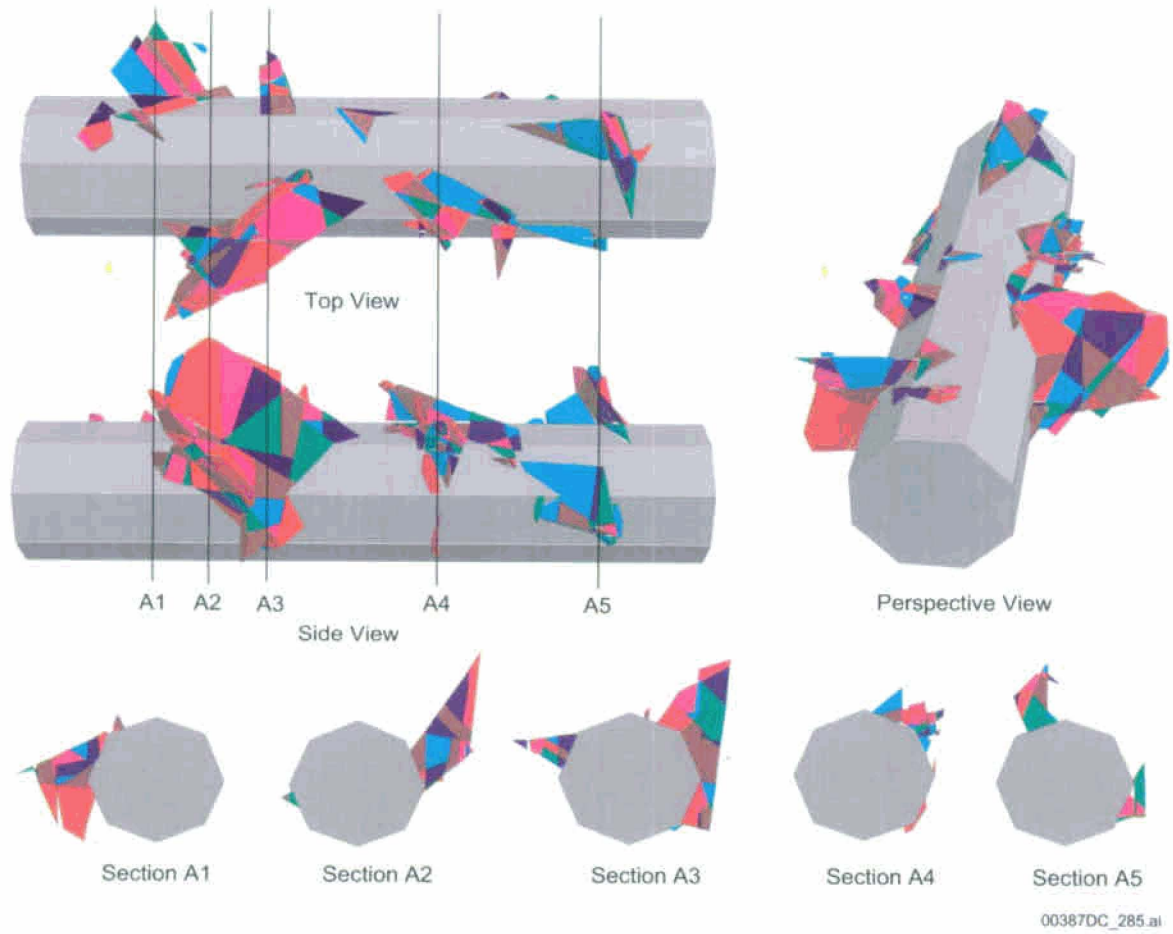 Top View
A1 A2 A3 A4 A5
Side View
Perspective View
Section A1 Section A2 Section A3 Section A4 Section A5
00387DC_285.ai